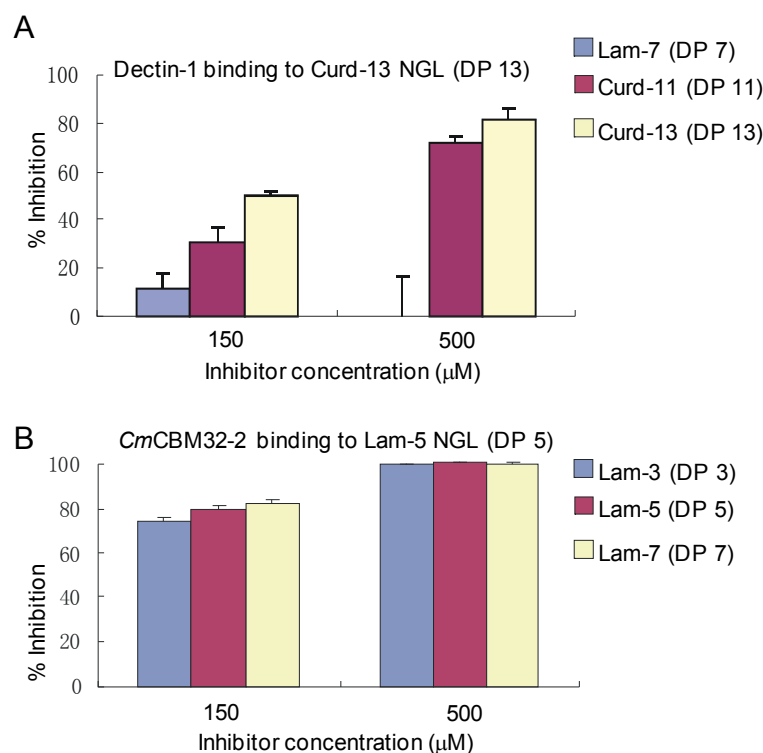 A
Dectin-1 binding to Curd-13 NGL (DP 13)
Lam-7 (DP 7)
Curd-11 (DP 11)
Curd-13 (DP 13)
% Inhibition
100
80
60
40
20
0
150
500
Inhibitor concentration (μM)
B
CmCBM32-2 binding to Lam-5 NGL (DP 5)
Lam-3 (DP 3)
Lam-5 (DP 5)
Lam-7 (DP 7)
% Inhibition
100
80
60
40
20
0
150
500
Inhibitor concentration (μM)